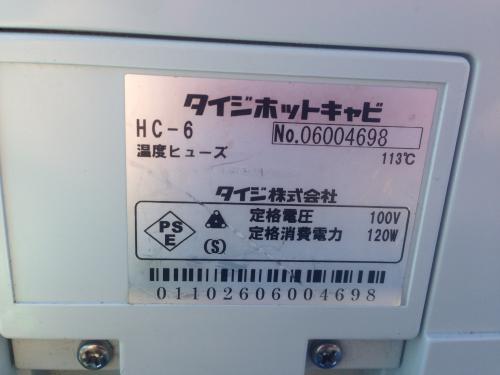 タイジホットキャビ
HC-6 No.06004698
温度ヒューズ 113℃
タイジ株式会社
PS E (S) 定格電圧 100V
定格消費電力 120W
01102606004698